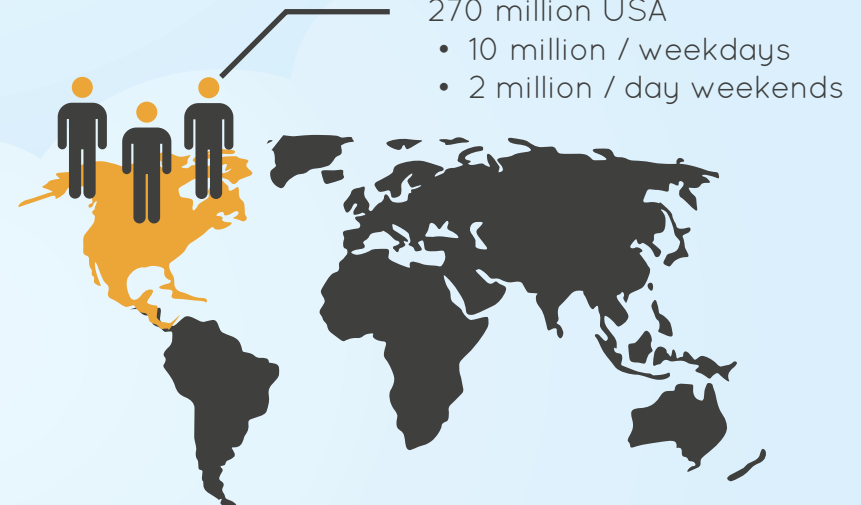 270 million USA
• 10 million / weekdays
• 2 million / day weekends